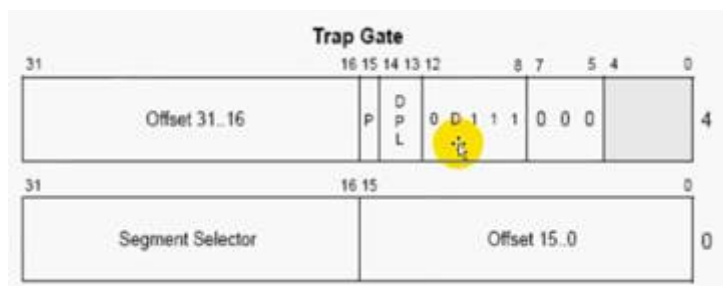 Trap Gate
31 16 15 14 13 12 8 7 5 4 0
Offset 31..16 P DPL 0 D 1 1 1 0 0 0 4
31 16 15 0
Segment Selector Offset 15..0 0